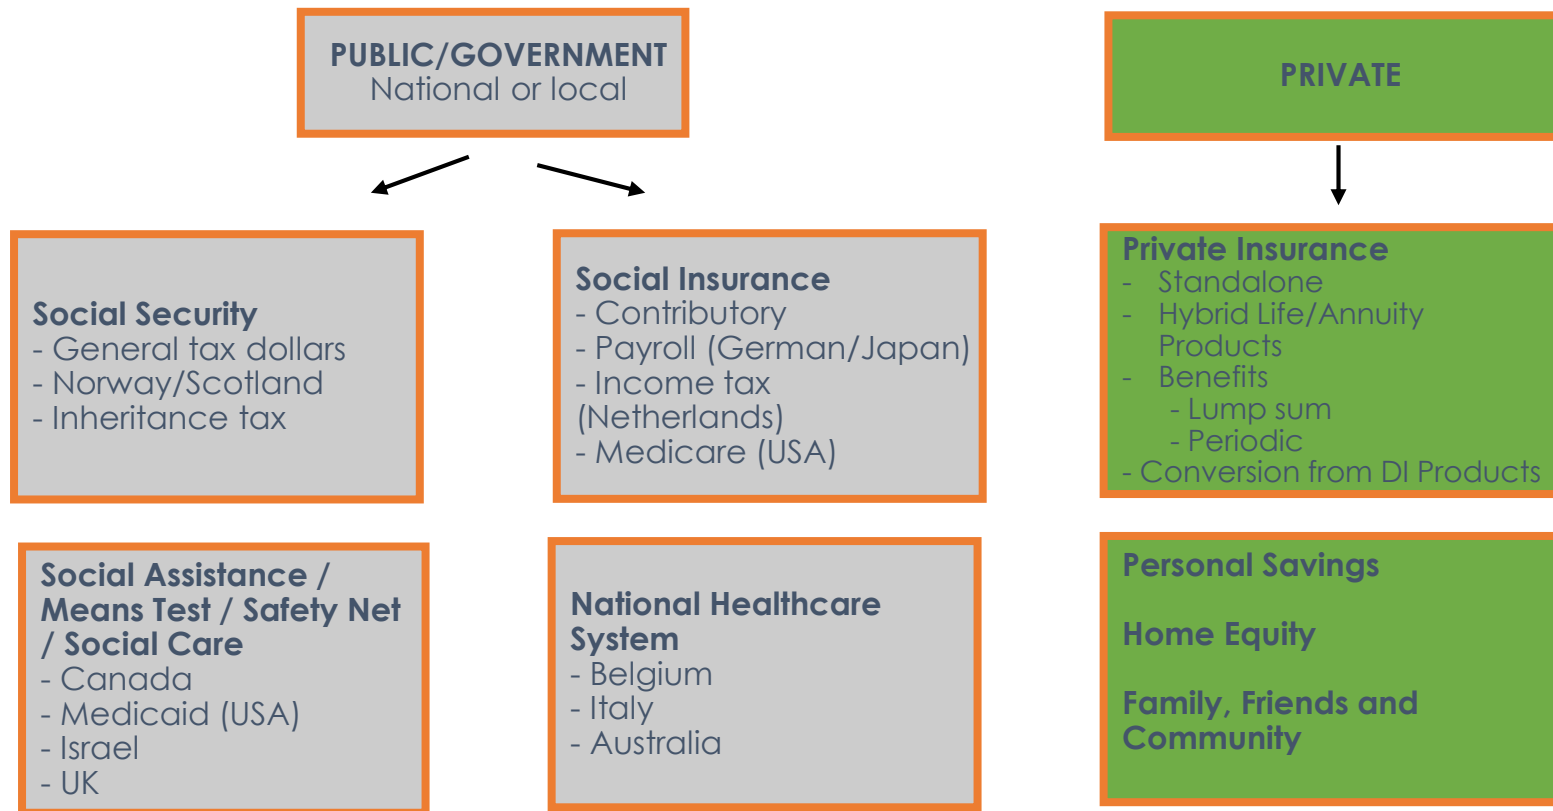 PUBLIC/GOVERNMENT
National or local
PRIVATE
Social Security
- General tax dollars
- Norway/Scotland
- Inheritance tax
Social Insurance
- Contributory
- Payroll (German/Japan)
- Income tax
(Netherlands)
- Medicare (USA)
Private Insurance
- Standalone
- Hybrid Life/Annuity
Products
- Benefits
- Lump sum
- Periodic
- Conversion from DI Products
Social Assistance /
Means Test / Safety Net
/ Social Care
- Canada
- Medicaid (USA)
- Israel
- UK
National Healthcare
System
- Belgium
- Italy
- Australia
Personal Savings
Home Equity
Family, Friends and
Community